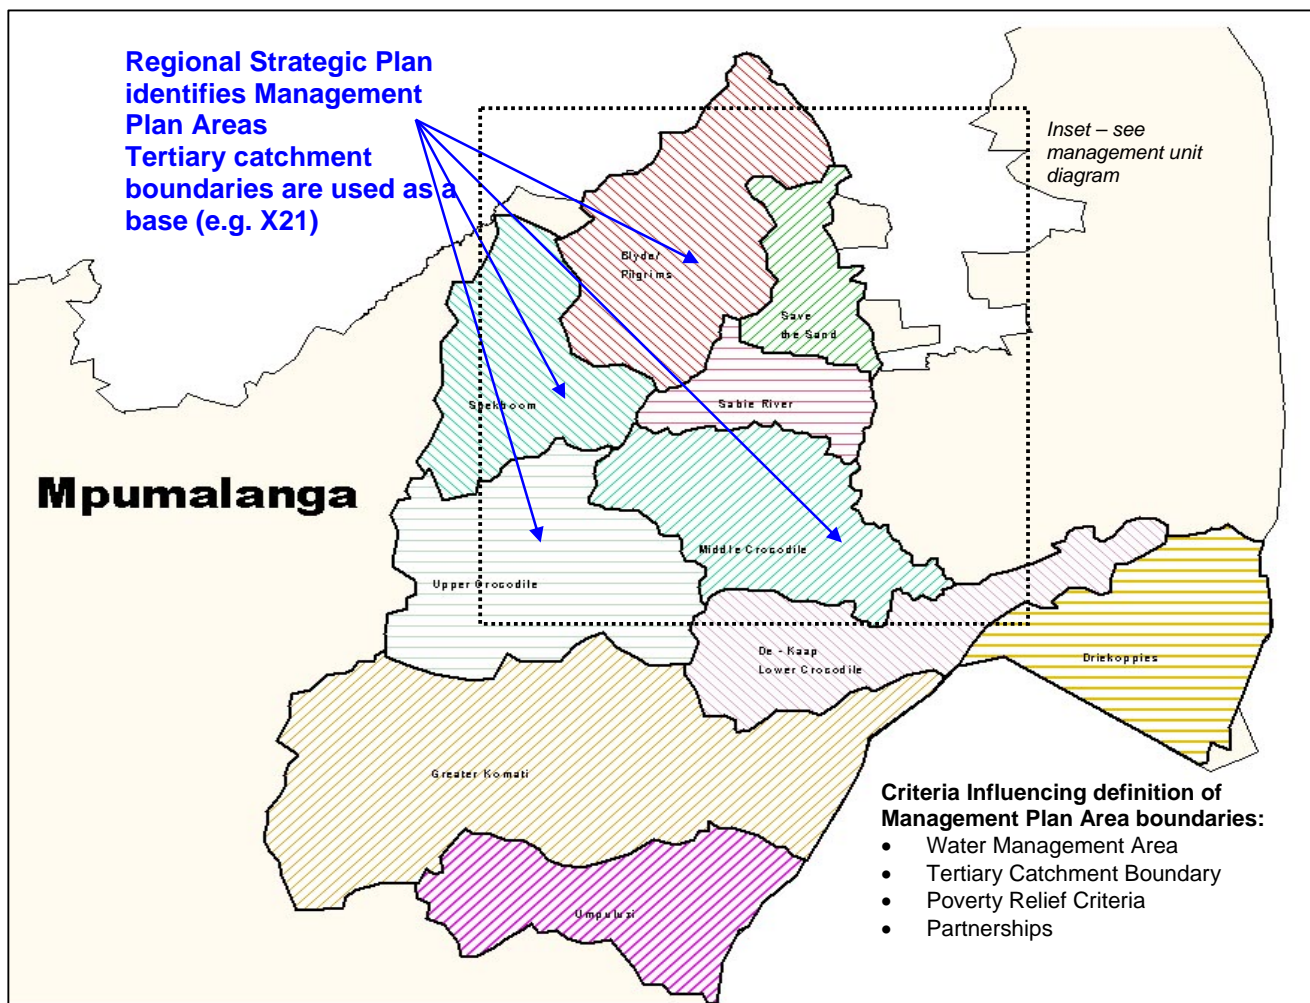 Regional Strategic Plan
identifies Management
Plan Areas
Tertiary catchment
boundaries are used as a
base (e.g. X21)
Inset – see
management unit
diagram
Blyde/
Pilgrims
Save
the Sand
Spekboom
Sabie River
Mpumalanga
Middle Crocodile
Upper Crocodile
De - Kaap
Lower Crocodile
Driekoppies
Greater Komati
Criteria Influencing definition of
Management Plan Area boundaries:
• Water Management Area
• Tertiary Catchment Boundary
• Poverty Relief Criteria
• Partnerships
Umpuluzi